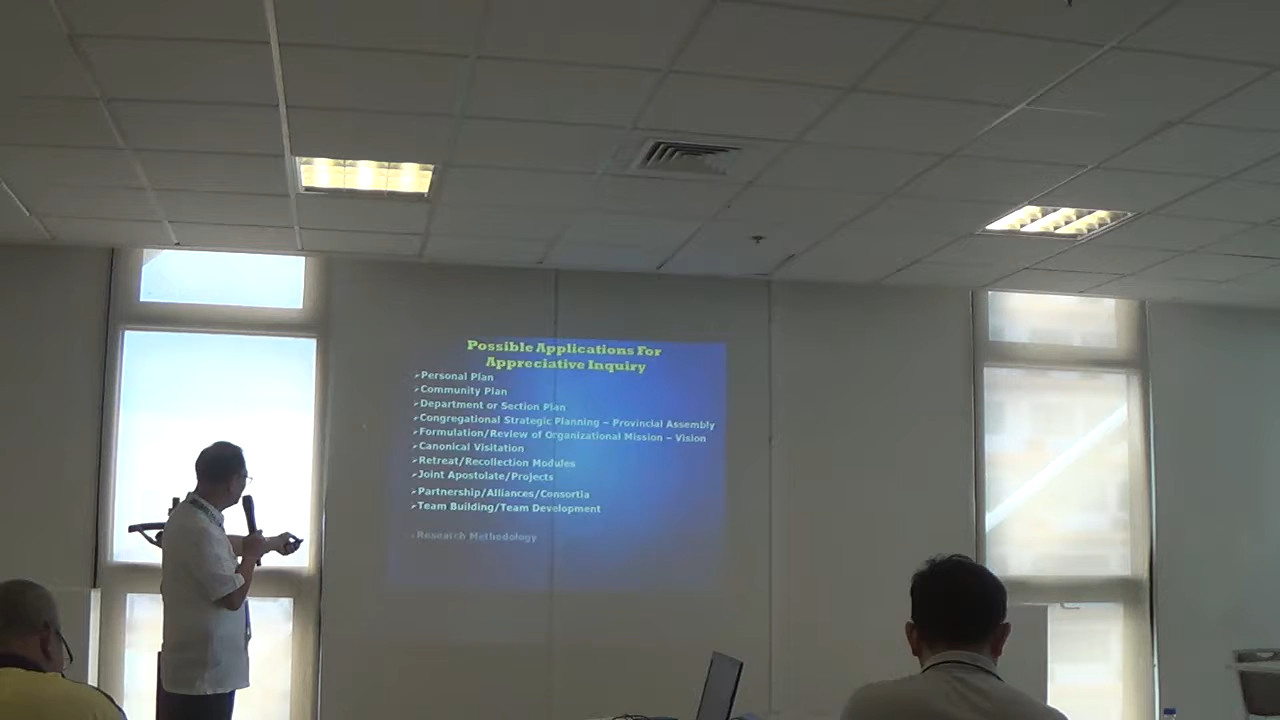 Possible Applications For
Appreciative Inquiry
➢Personal Plan
➢Community Plan
➢Department or Section Plan
➢Congregational Strategic Planning – Provincial Assembly
➢Formulation/Review of Organizational Mission – Vision
➢Canonical Visitation
➢Retreat/Recollection Modules
➢Joint Apostolate/Projects
➢Partnership/Alliances/Consortia
➢Team Building/Team Development
➢Research Methodology